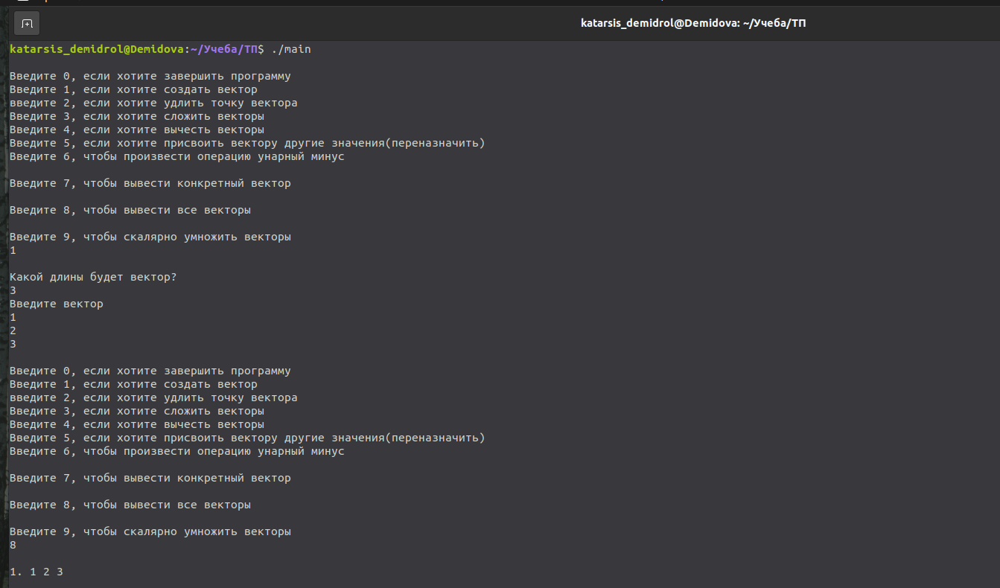 katarsis_demidrol@Demidova: ~/Учеба/ТП
katarsis_demidrol@Demidova:~/Учеба/ТП$ ./main
Введите 0, если хотите завершить программу
Введите 1, если хотите создать вектор
введите 2, если хотите удлить точку вектора
Введите 3, если хотите сложить векторы
Введите 4, если хотите вычесть векторы
Введите 5, если хотите присвоить вектору другие значения(переназначить)
Введите 6, чтобы произвести операцию унарный минус
Введите 7, чтобы вывести конкретный вектор
Введите 8, чтобы вывести все векторы
Введите 9, чтобы скалярно умножить векторы
1
Какой длины будет вектор?
3
Введите вектор
1
2
3
Введите 0, если хотите завершить программу
Введите 1, если хотите создать вектор
введите 2, если хотите удлить точку вектора
Введите 3, если хотите сложить векторы
Введите 4, если хотите вычесть векторы
Введите 5, если хотите присвоить вектору другие значения(переназначить)
Введите 6, чтобы произвести операцию унарный минус
Введите 7, чтобы вывести конкретный вектор
Введите 8, чтобы вывести все векторы
Введите 9, чтобы скалярно умножить векторы
8
1. 1 2 3